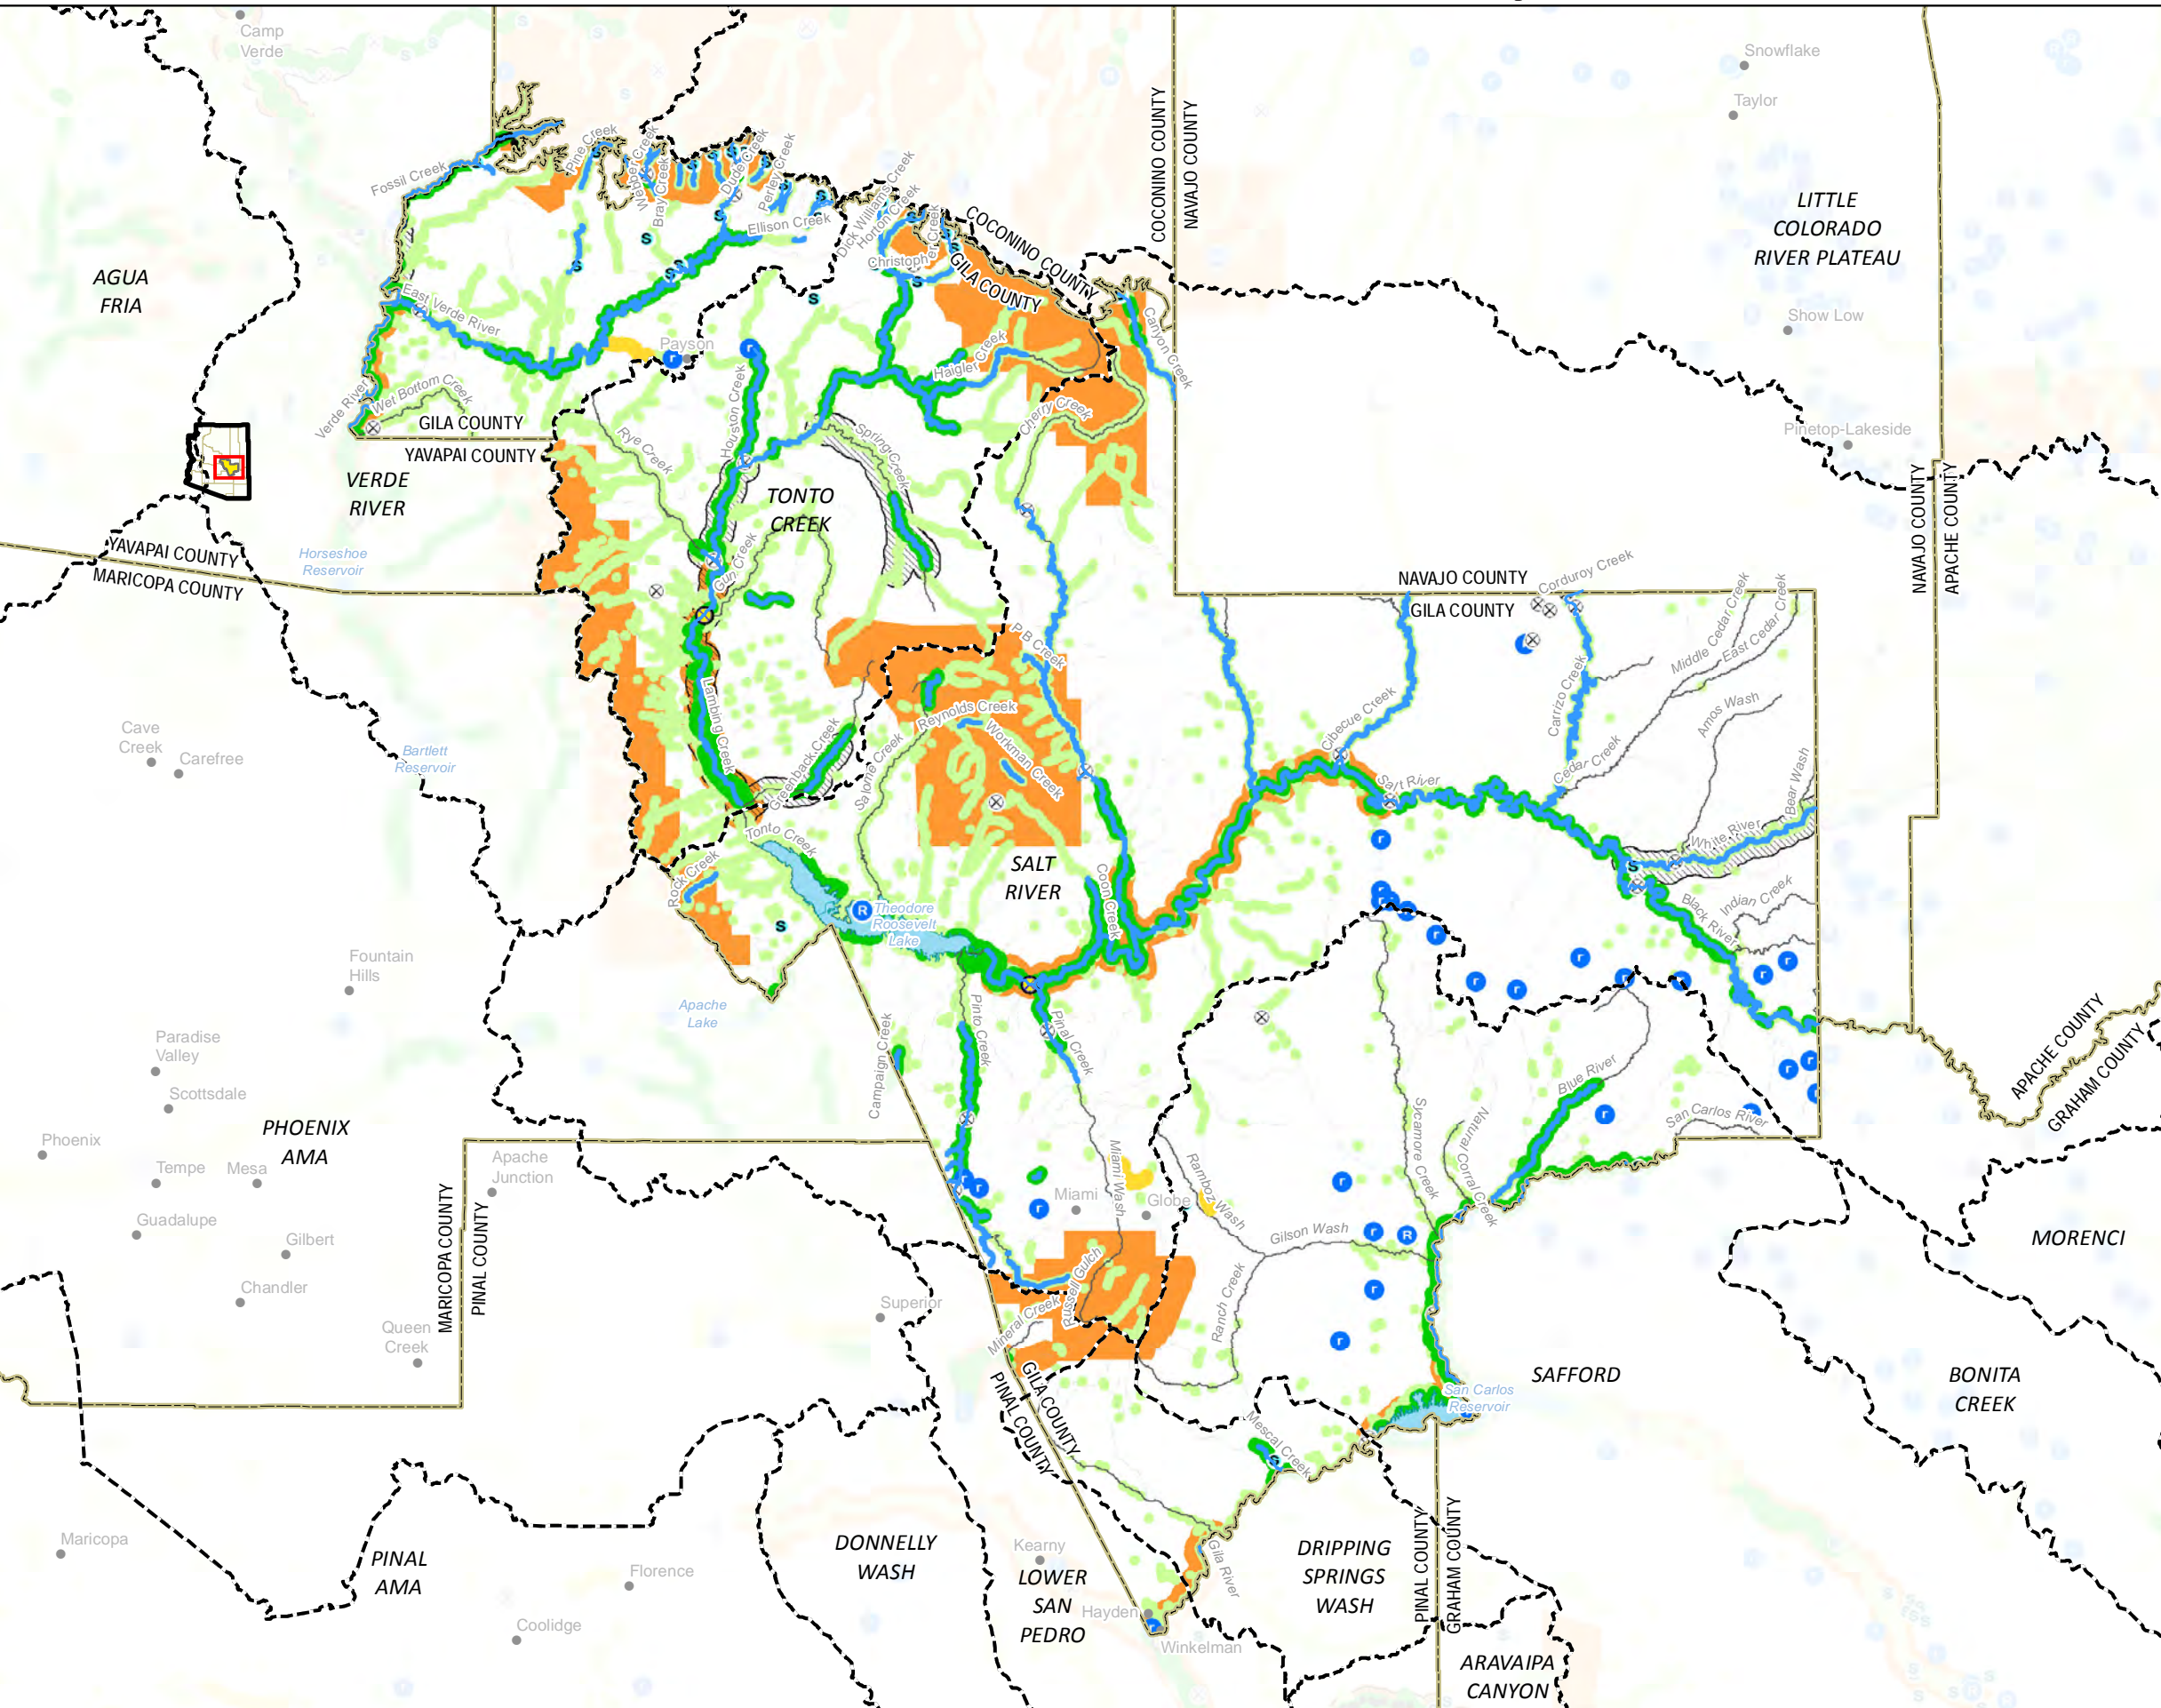 Camp
Verde
Snowflake
Taylor
COCONINO COUNTY
NAVAJO COUNTY
Pine Creek
Webber Creek
Bray Creek
Dude Creek
Perley Creek
Fossil Creek
Ellison Creek
Dick Williams Creek
Horton Creek
Christopher Creek
COCONINO COUNTY
GILA COUNTY
LITTLE
COLORADO
RIVER PLATEAU
AGUA
FRIA
East Verde River
Payson
Show Low
Canyon Creek
Haigler Creek
Houston Creek
Wet Bottom Creek
Verde River
Cherry Creek
GILA COUNTY
YAVAPAI COUNTY
Rye Creek
Spring Creek
Pinetop-Lakeside
VERDE
RIVER
TONTO
CREEK
NAVAJO COUNTY
APACHE COUNTY
YAVAPAI COUNTY
MARICOPA COUNTY
Horseshoe
Reservoir
Gun Creek
NAVAJO COUNTY
GILA COUNTY
Corduroy Creek
Middle Cedar Creek
East Cedar Creek
P B Creek
Carrizo Creek
Amos Wash
Lambing Creek
Reynolds Creek
Workman Creek
Cibecue Creek
Cave
Creek
Carefree
Bartlett
Reservoir
Greenback Creek
Salome Creek
Salt River
Cedar Creek
Bear Wash
White River
Tonto Creek
Rock Creek
SALT
RIVER
Coon Creek
Theodore
Roosevelt
Lake
Indian Creek
Black River
Fountain
Hills
Apache
Lake
Pinto Creek
Pinal Creek
Campaign Creek
Paradise
Valley
Scottsdale
APACHE COUNTY
GRAHAM COUNTY
Blue River
San Carlos River
Sycamore Creek
Natural Corral Creek
PHOENIX
AMA
Phoenix
Tempe
Mesa
Apache
Junction
Miami Wash
Miami
Globe
Ramboz Wash
Gilson Wash
Guadalupe
Gilbert
MARICOPA COUNTY
PINAL COUNTY
MORENCI
Chandler
Superior
Russell Gulch
Mineral Creek
Ranch Creek
Queen
Creek
GILA COUNTY
PINAL COUNTY
SAFFORD
San Carlos
Reservoir
BONITA
CREEK
Mescal Creek
Maricopa
PINAL
AMA
Florence
Coolidge
DONNELLY
WASH
Kearny
LOWER
SAN
PEDRO
Hayden
Winkelman
Gila River
DRIPPING
SPRINGS
WASH
PINAL COUNTY
GRAHAM COUNTY
ARAVAIPA
CANYON